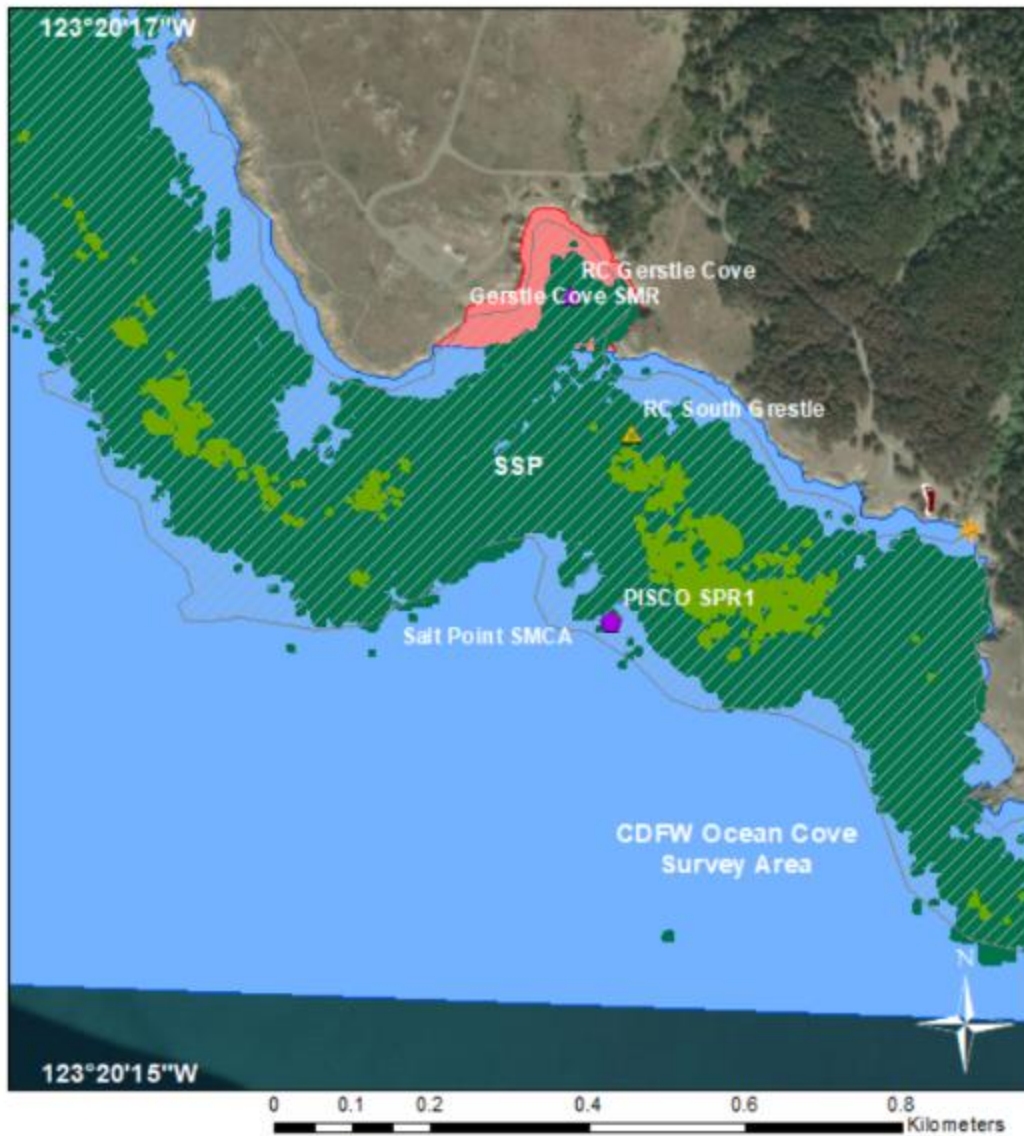 123°20'17"W
RC Gerstle Cove
Gerstle Cove SMR
RC South Grestle
SSP
PISCO SPR1
Salt Point SMCA
CDFW Ocean Cove
Survey Area
N
123°20'15"W
0 0.1 0.2 0.4 0.6 0.8
Kilometers